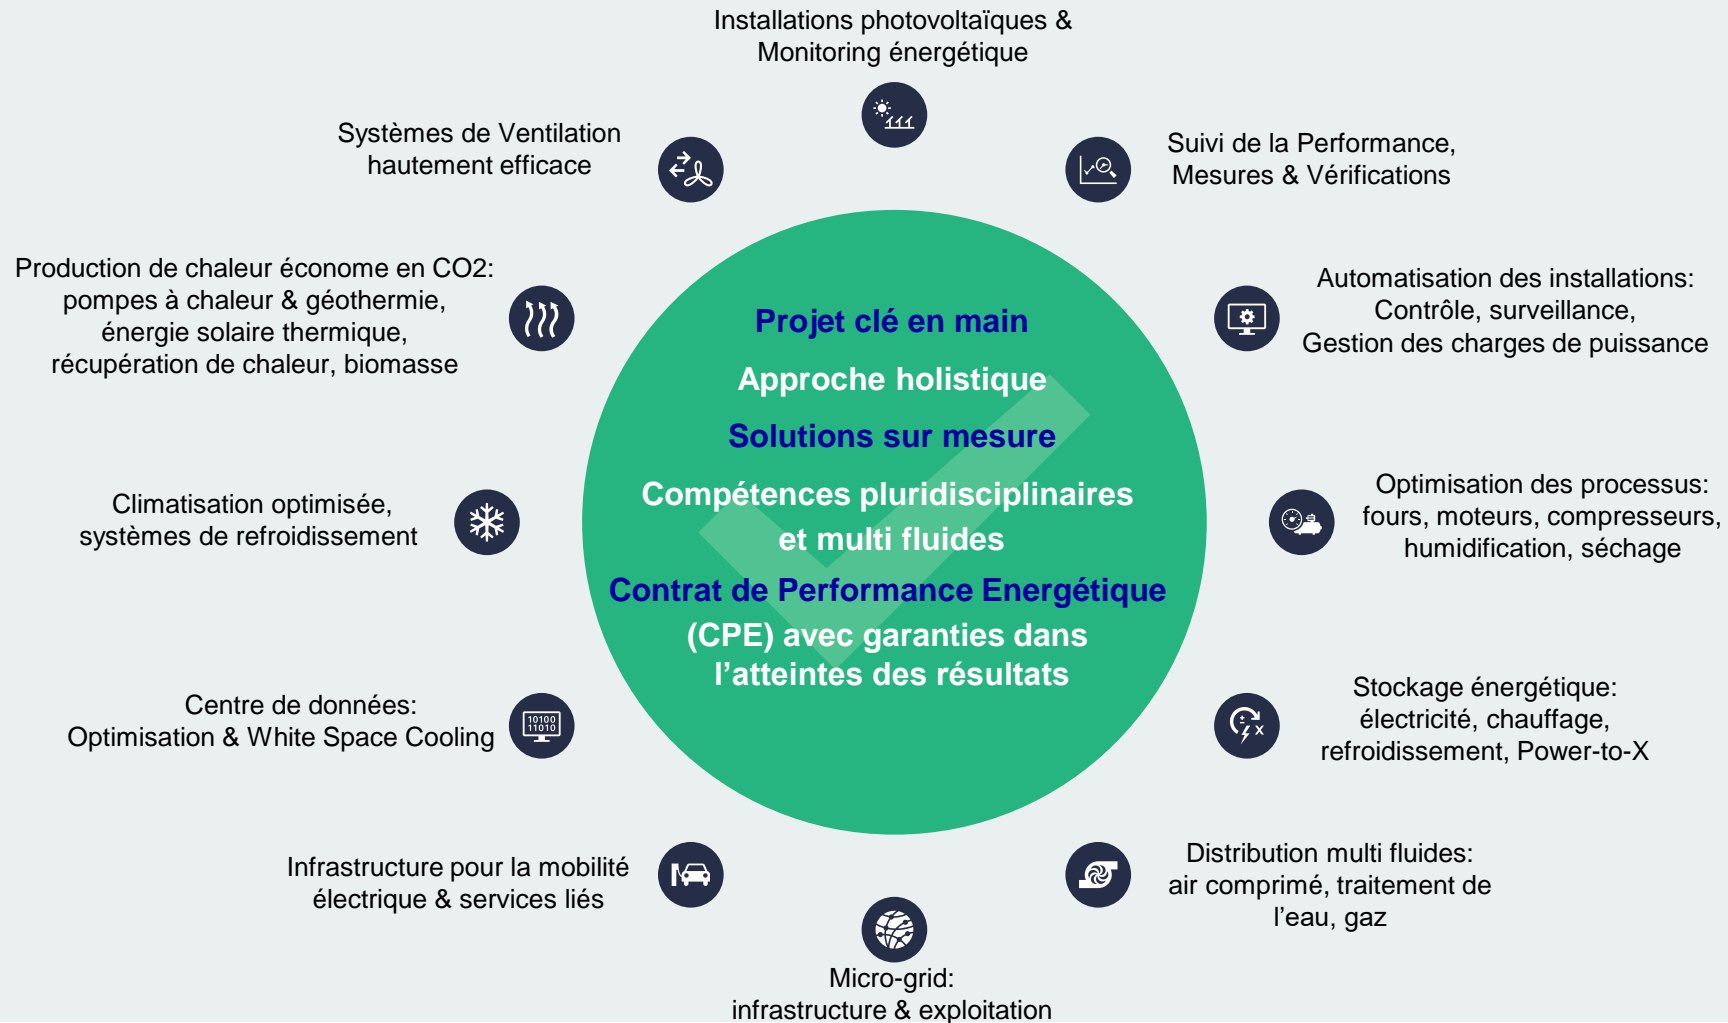 Installations photovoltaïques &
Monitoring énergétique
Systèmes de Ventilation
hautement efficace
Suivi de la Performance,
Mesures & Vérifications
Production de chaleur économe en CO2:
pompes à chaleur & géothermie,
énergie solaire thermique,
récupération de chaleur, biomasse
Automatisation des installations:
Contrôle, surveillance,
Gestion des charges de puissance
Projet clé en main
Approche holistique
Solutions sur mesure
Compétences pluridisciplinaires
et multi fluides
Contrat de Performance Energétique
(CPE) avec garanties dans
l’atteintes des résultats
Climatisation optimisée,
systèmes de refroidissement
Optimisation des processus:
fours, moteurs, compresseurs,
humidification, séchage
Centre de données:
Optimisation & White Space Cooling
10100
11010
Stockage énergétique:
électricité, chauffage,
refroidissement, Power-to-X
X
Infrastructure pour la mobilité
électrique & services liés
Distribution multi fluides:
air comprimé, traitement de
l’eau, gaz
Micro-grid:
infrastructure & exploitation